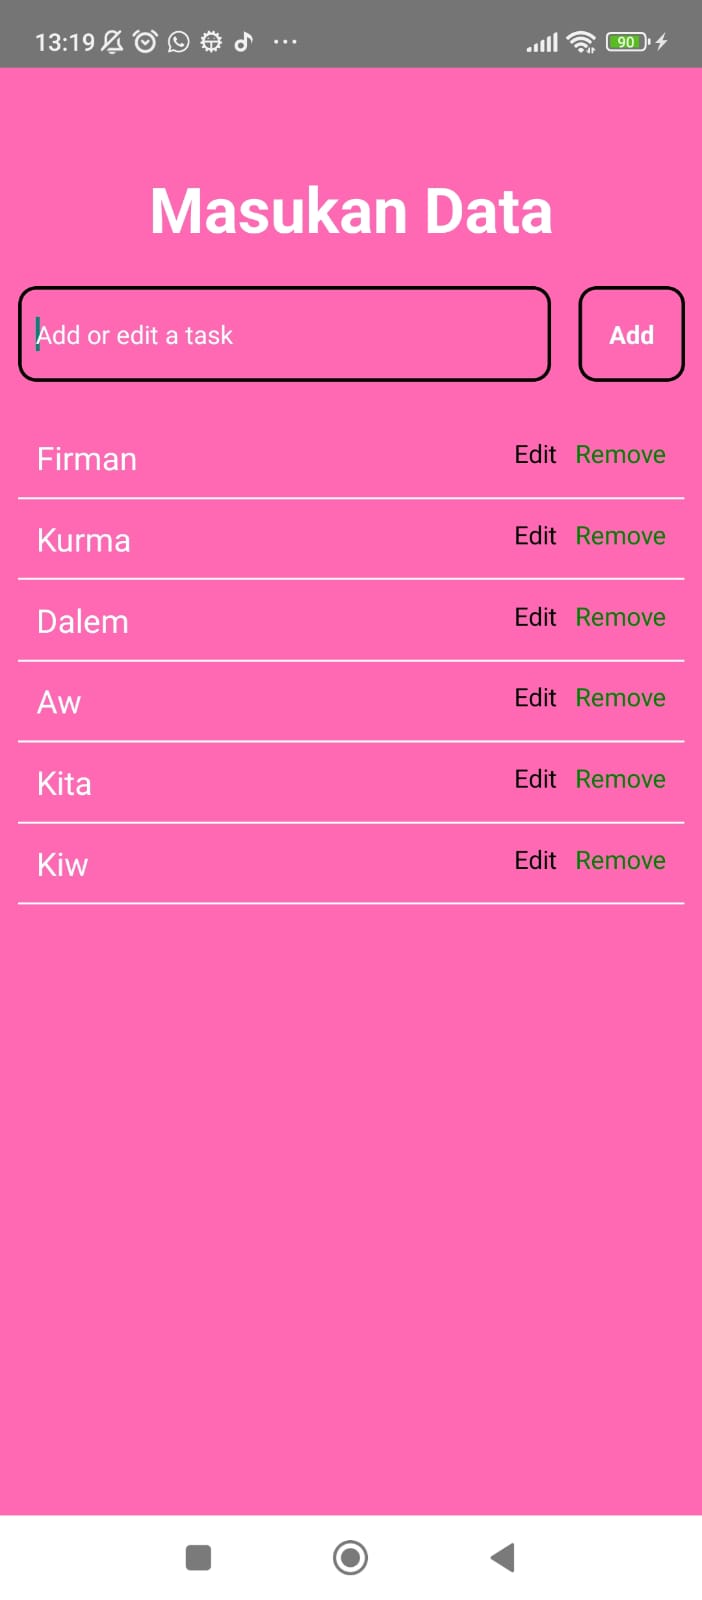 13:19 90
Masukan Data
Add or edit a task Add
Firman Edit Remove
Kurma Edit Remove
Dalem Edit Remove
Aw Edit Remove
Kita Edit Remove
Kiw Edit Remove